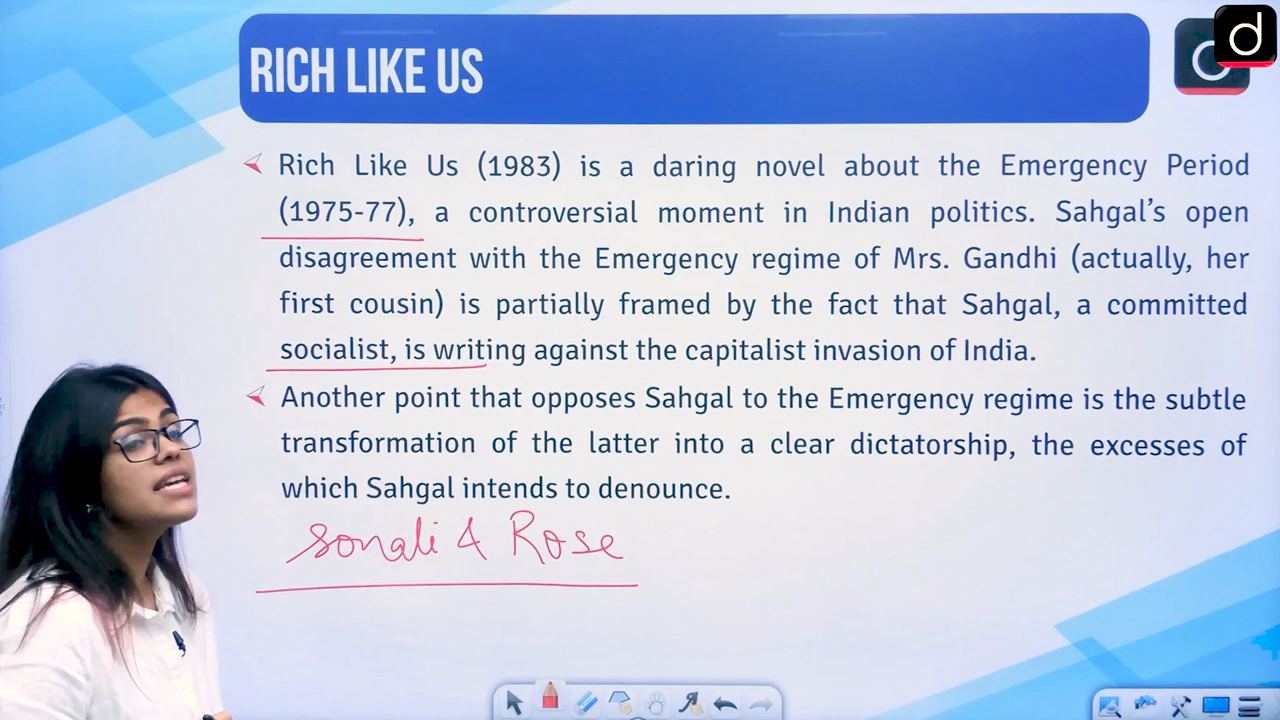 RICH LIKE US
d
Rich Like Us (1983) is a daring novel about the Emergency Period
(1975-77), a controversial moment in Indian politics. Sahgal's open
disagreement with the Emergency regime of Mrs. Gandhi (actually, her
first cousin) is partially framed by the fact that Sahgal, a committed
socialist, is writing against the capitalist invasion of India.
Another point that opposes Sahgal to the Emergency regime is the subtle
transformation of the latter into a clear dictatorship, the excesses of
which Sahgal intends to denounce.
Sonali & Rose